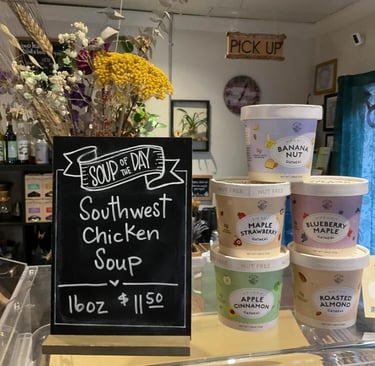 PICK UP
SOUP OF THE DAY
Southwest
Chicken
Soup
16oz $11.50
BANANA
NUT
OATMEAL
NUT FREE
MAPLE
STRAWBERRY
OATMEAL
BLUEBERRY
MAPLE
OATMEAL
NUT FREE
APPLE
CINNAMON
OATMEAL
ROASTED
ALMOND
OATMEAL